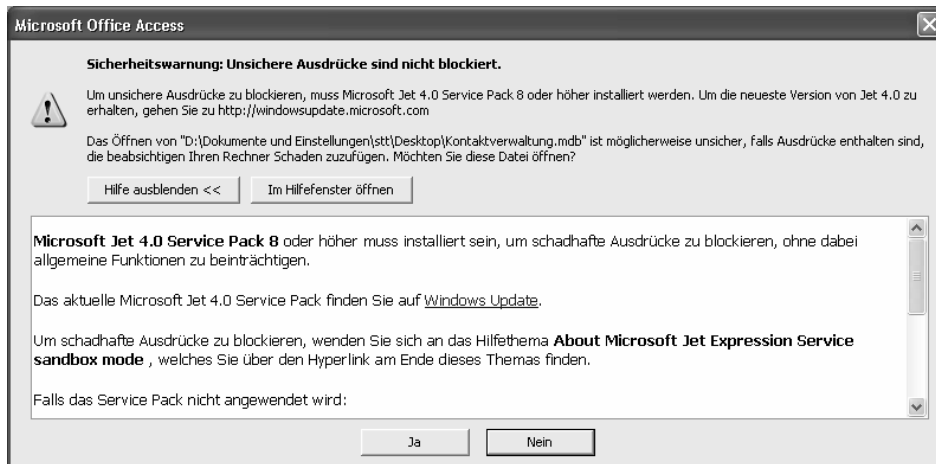 Microsoft Office Access
Sicherheitswarnung: Unsichere Ausdrücke sind nicht blockiert.
Um unsichere Ausdrücke zu blockieren, muss Microsoft Jet 4.0 Service Pack 8 oder höher installiert werden. Um die neueste Version von Jet 4.0 zu
erhalten, gehen Sie zu http://windowsupdate.microsoft.com
Das Öffnen von "D:\Dokumente und Einstellungen\stt\Desktop\Kontaktverwaltung.mdb" ist möglicherweise unsicher, falls Ausdrücke enthalten sind,
die beabsichtigen Ihren Rechner Schaden zuzufügen. Möchten Sie diese Datei öffnen?
Hilfe ausblenden << Im Hilfefenster öffnen
Microsoft Jet 4.0 Service Pack 8 oder höher muss installiert sein, um schadhafte Ausdrücke zu blockieren, ohne dabei
allgemeine Funktionen zu beinträchtigen.
Das aktuelle Microsoft Jet 4.0 Service Pack finden Sie auf Windows Update.
Um schadhafte Ausdrücke zu blockieren, wenden Sie sich an das Hilfethema About Microsoft Jet Expression Service
sandbox mode , welches Sie über den Hyperlink am Ende dieses Themas finden.
Falls das Service Pack nicht angewendet wird:
Ja Nein